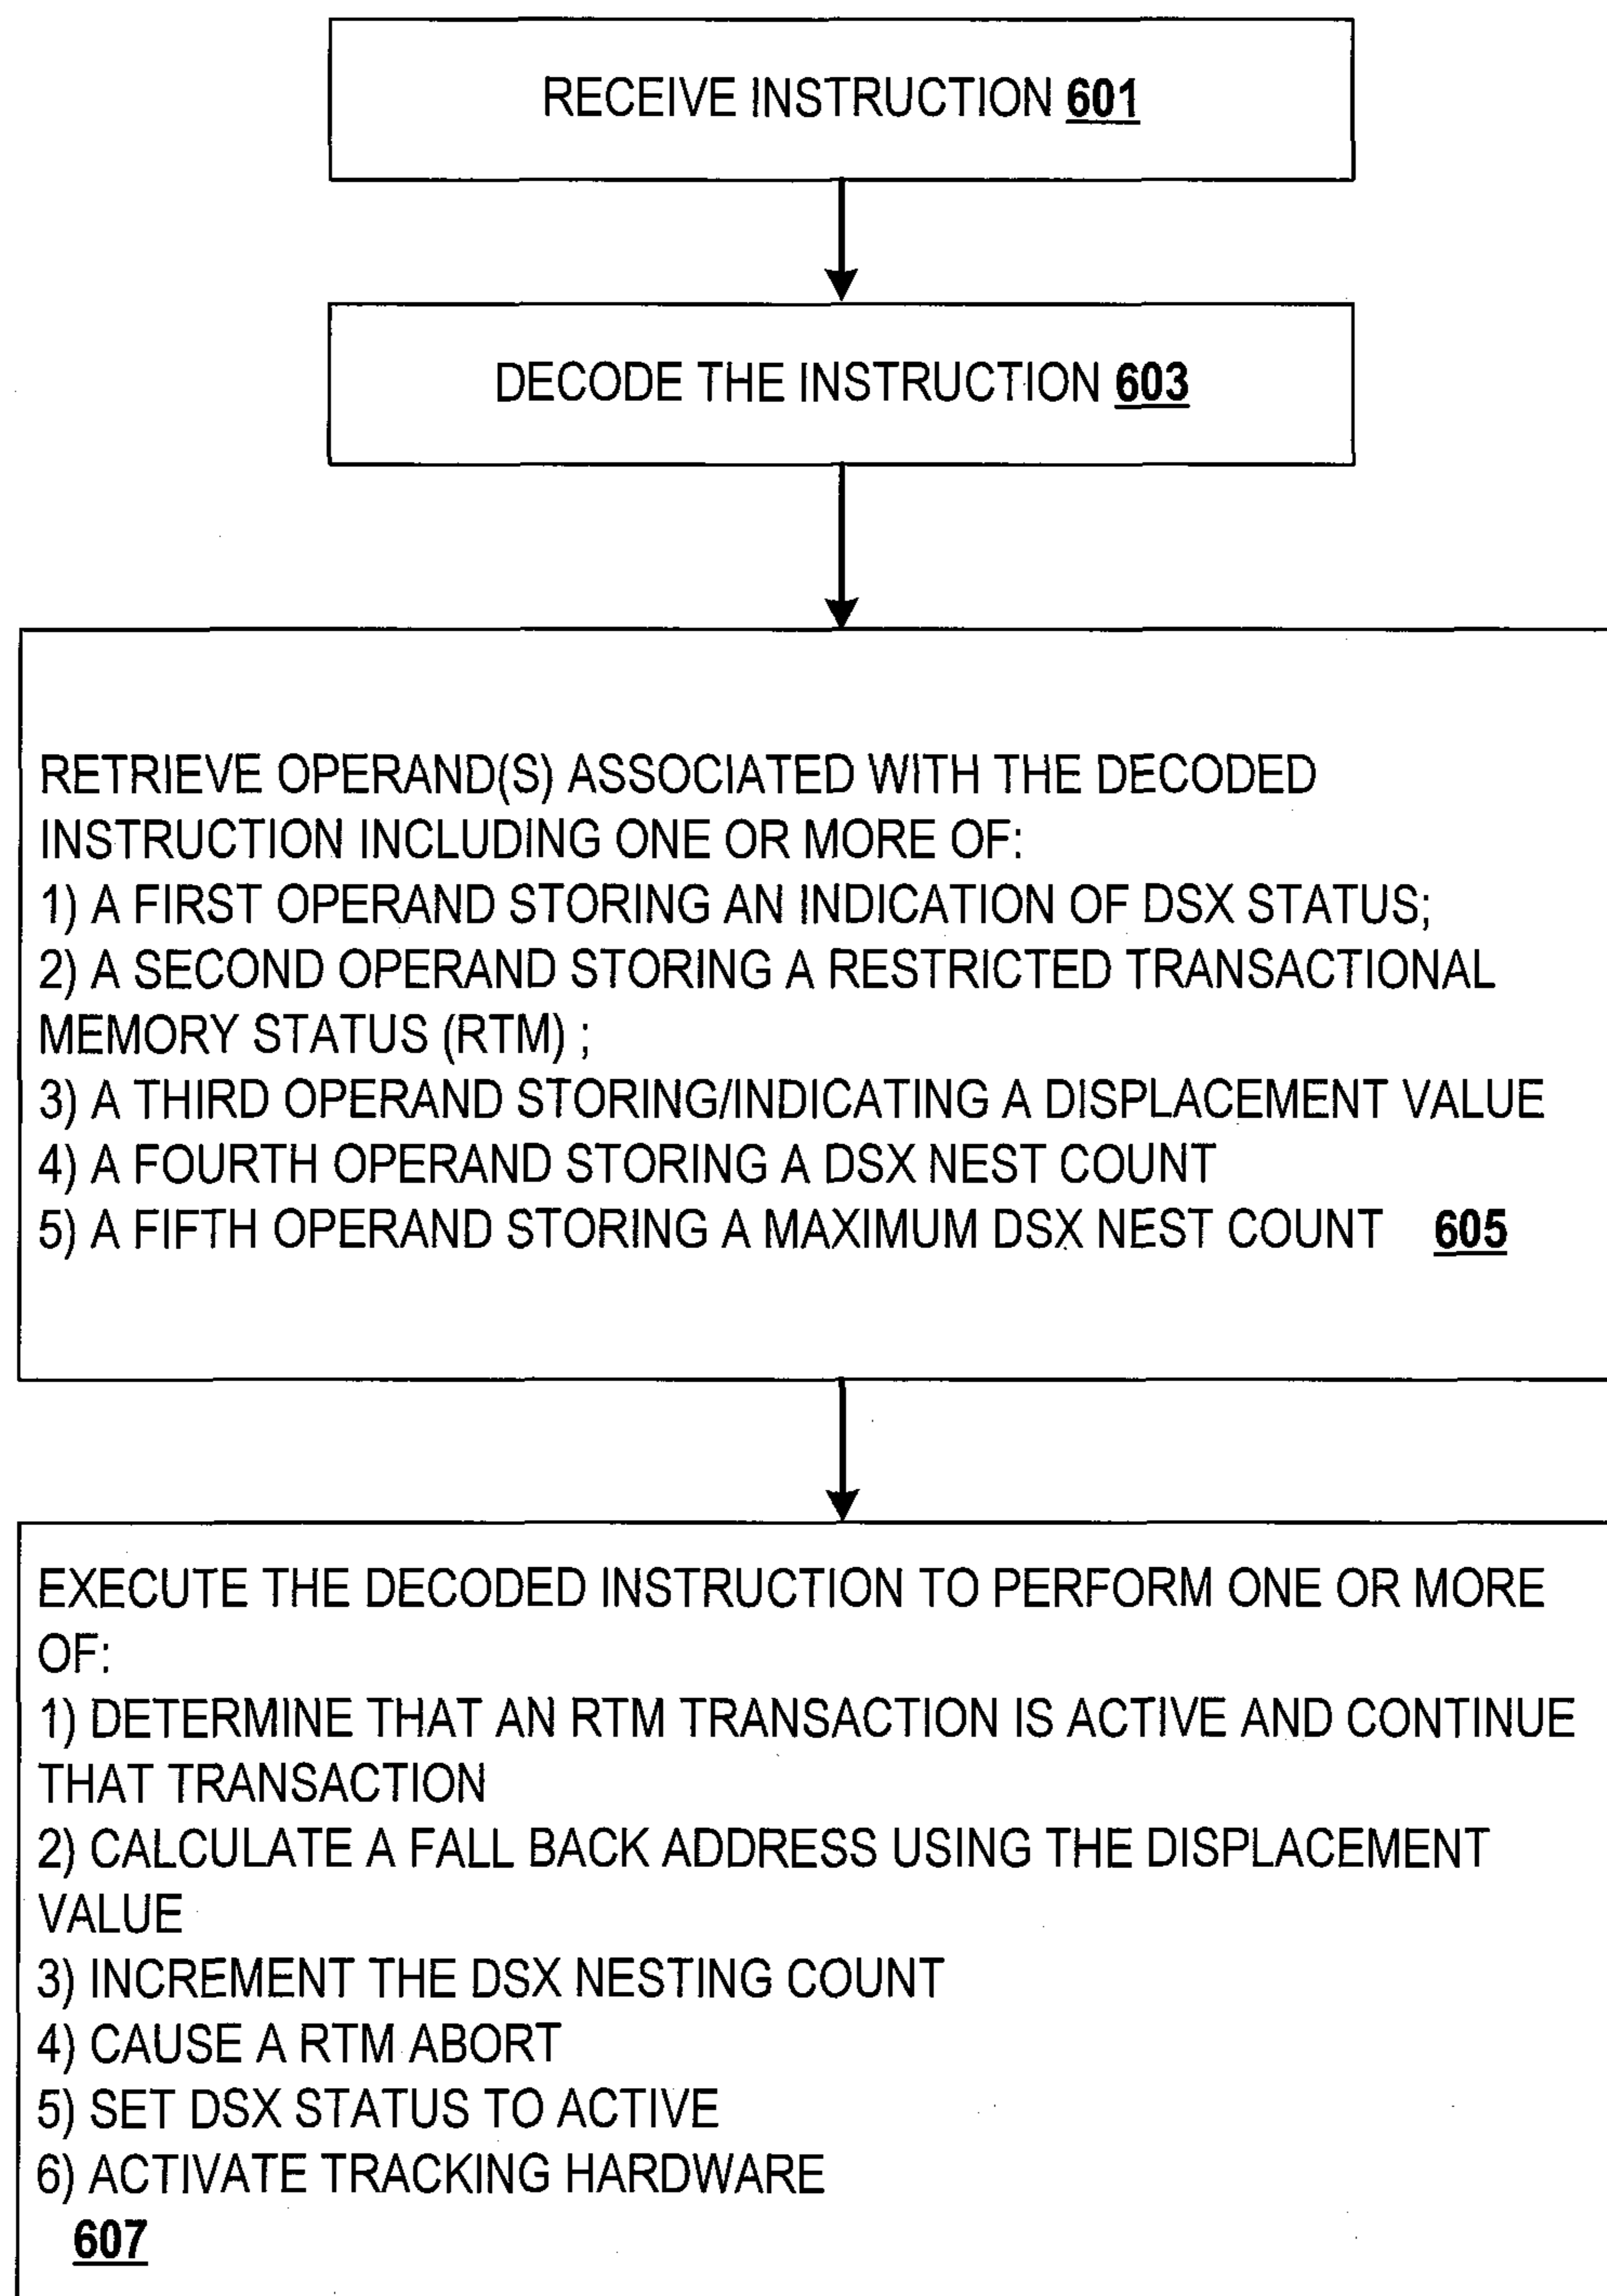 RECEIVE INSTRUCTION 601
DECODE THE INSTRUCTION 603
RETRIEVE OPERAND(S) ASSOCIATED WITH THE DECODED
INSTRUCTION INCLUDING ONE OR MORE OF:
1) A FIRST OPERAND STORING AN INDICATION OF DSX STATUS;
2) A SECOND OPERAND STORING A RESTRICTED TRANSACTIONAL
MEMORY STATUS (RTM) ;
3) A THIRD OPERAND STORING/INDICATING A DISPLACEMENT VALUE
4) A FOURTH OPERAND STORING A DSX NEST COUNT
5) A FIFTH OPERAND STORING A MAXIMUM DSX NEST COUNT 605
EXECUTE THE DECODED INSTRUCTION TO PERFORM ONE OR MORE
OF:
1) DETERMINE THAT AN RTM TRANSACTION IS ACTIVE AND CONTINUE
THAT TRANSACTION
2) CALCULATE A FALL BACK ADDRESS USING THE DISPLACEMENT
VALUE
3) INCREMENT THE DSX NESTING COUNT
4) CAUSE A RTM ABORT
5) SET DSX STATUS TO ACTIVE
6) ACTIVATE TRACKING HARDWARE
607